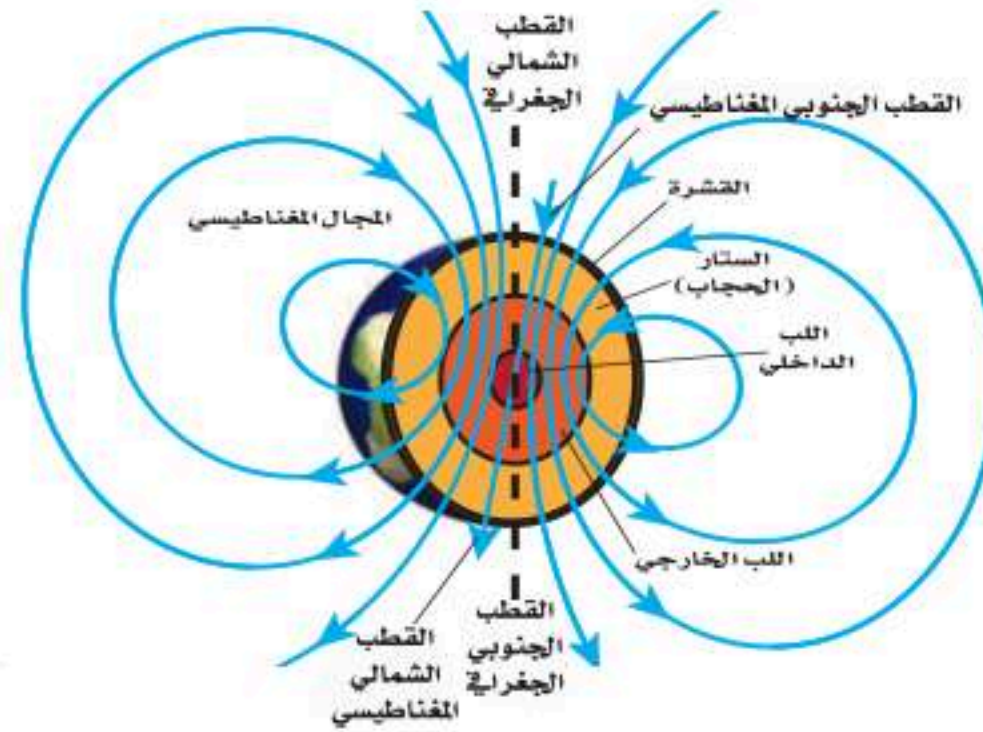 القطب
الشمالي
الجغرافي
القطب الجنوبي المغناطيسي
القشرة
المجال المغناطيسي
الستار
(الحجاب)
اللب
الداخلي
اللب الخارجي
القطب
الجنوبي
الجغرافي
القطب
الشمالي
المغناطيسي